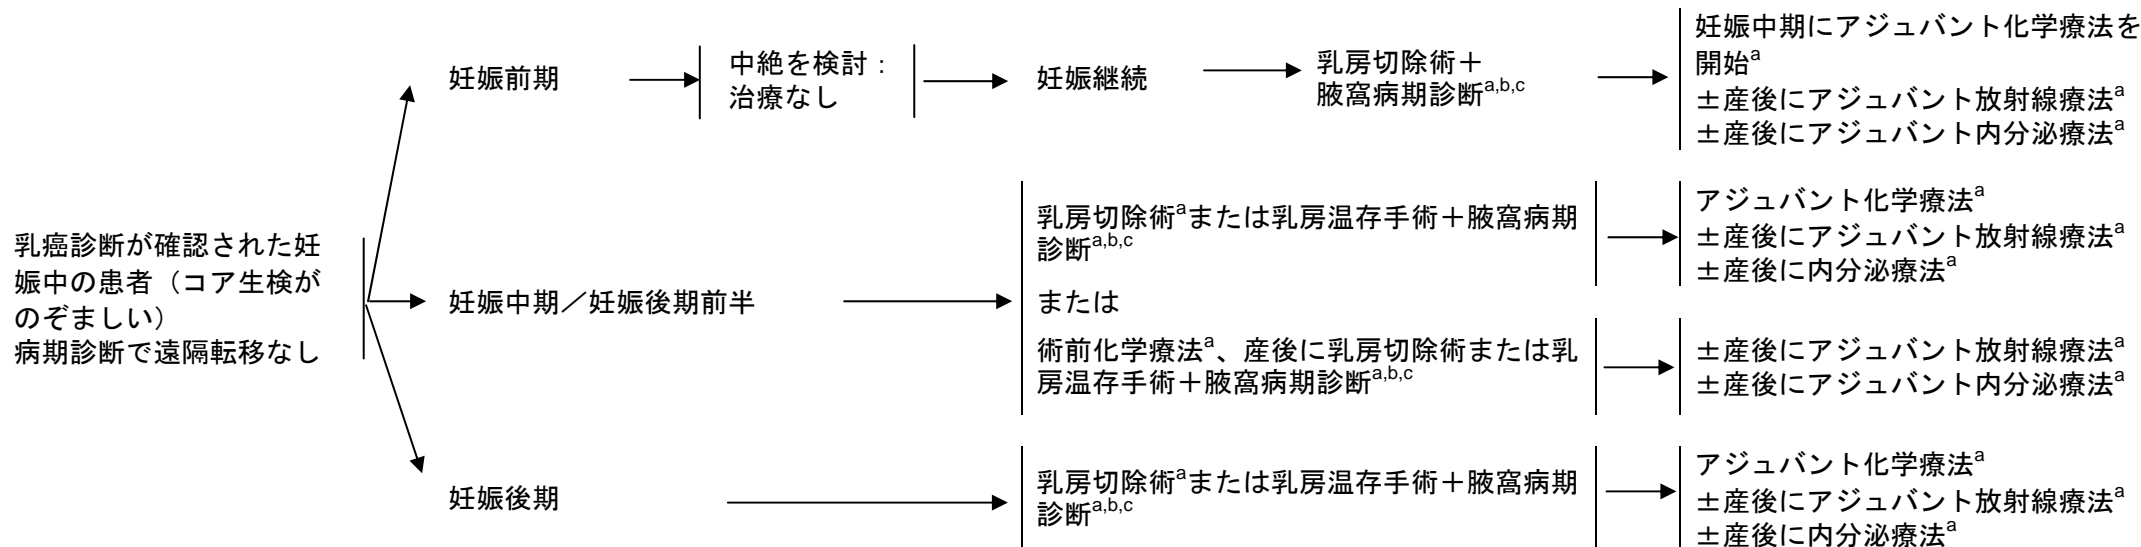 妊娠前期
中絶を検討：
治療なし
妊娠継続
乳房切除術＋
腋窩病期診断a,b,c
妊娠中期にアジュバント化学療法を
開始a
±産後にアジュバント放射線療法a
±産後にアジュバント内分泌療法a
乳癌診断が確認された妊
娠中の患者（コア生検が
のぞましい）
病期診断で遠隔転移なし
妊娠中期／妊娠後期前半
乳房切除術aまたは乳房温存手術＋腋窩病期
診断a,b,c
または
術前化学療法a、産後に乳房切除術または乳
房温存手術＋腋窩病期診断a,b,c
アジュバント化学療法a
±産後にアジュバント放射線療法a
±産後に内分泌療法a
±産後にアジュバント放射線療法a
±産後にアジュバント内分泌療法a
妊娠後期
乳房切除術aまたは乳房温存手術＋腋窩病期
診断a,b,c
アジュバント化学療法a
±産後にアジュバント放射線療法a
±産後に内分泌療法a